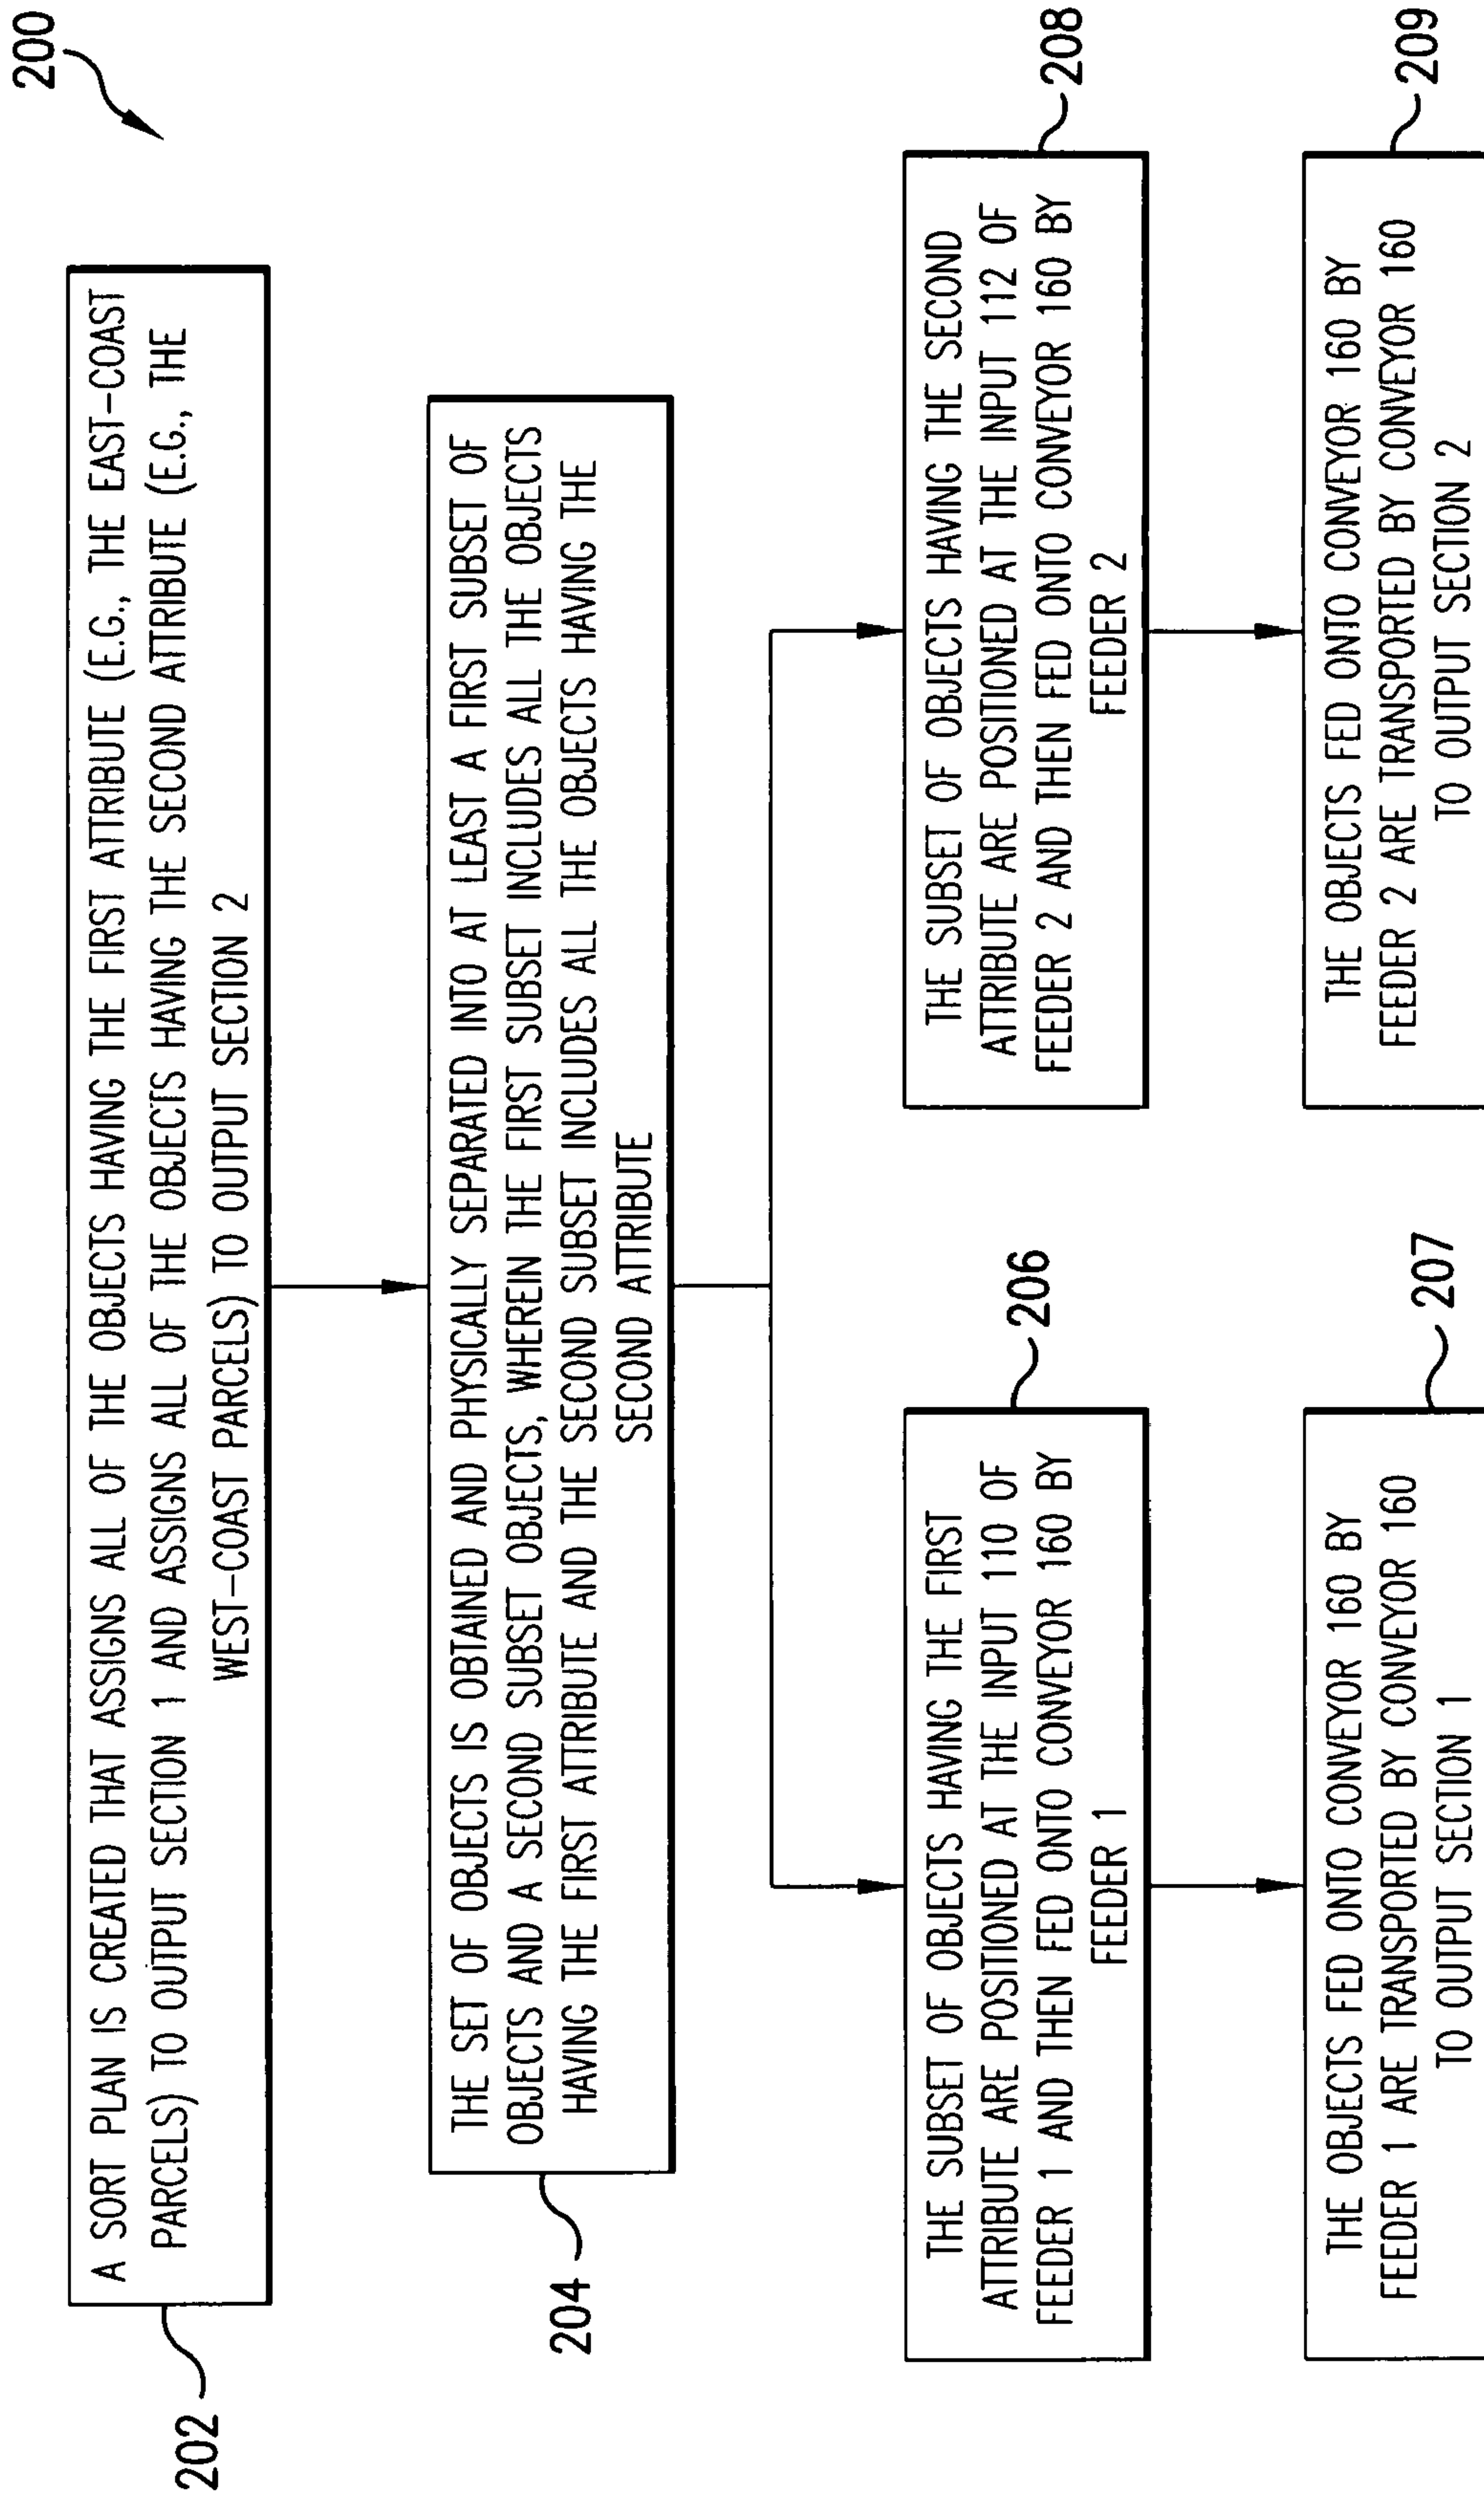 200
202
A SORT PLAN IS CREATED THAT ASSIGNS ALL OF THE OBJECTS HAVING THE FIRST ATTRIBUTE (E.G., THE EAST-COAST
PARCELS) TO OUTPUT SECTION 1 AND ASSIGNS ALL OF THE OBJECTS HAVING THE SECOND ATTRIBUTE (E.G., THE
WEST-COAST PARCELS) TO OUTPUT SECTION 2
204
THE SET OF OBJECTS IS OBTAINED AND PHYSICALLY SEPARATED INTO AT LEAST A FIRST SUBSET OF
OBJECTS AND A SECOND SUBSET OBJECTS, WHEREIN THE FIRST SUBSET INCLUDES ALL THE OBJECTS
HAVING THE FIRST ATTRIBUTE AND THE SECOND SUBSET INCLUDES ALL THE OBJECTS HAVING THE
SECOND ATTRIBUTE
206
THE SUBSET OF OBJECTS HAVING THE FIRST
ATTRIBUTE ARE POSITIONED AT THE INPUT 110 OF
FEEDER 1 AND THEN FED ONTO CONVEYOR 160 BY
FEEDER 1
208
THE SUBSET OF OBJECTS HAVING THE SECOND
ATTRIBUTE ARE POSITIONED AT THE INPUT 112 OF
FEEDER 2 AND THEN FED ONTO CONVEYOR 160 BY
FEEDER 2
207
THE OBJECTS FED ONTO CONVEYOR 160 BY
FEEDER 1 ARE TRANSPORTED BY CONVEYOR 160
TO OUTPUT SECTION 1
209
THE OBJECTS FED ONTO CONVEYOR 160 BY
FEEDER 2 ARE TRANSPORTED BY CONVEYOR 160
TO OUTPUT SECTION 2